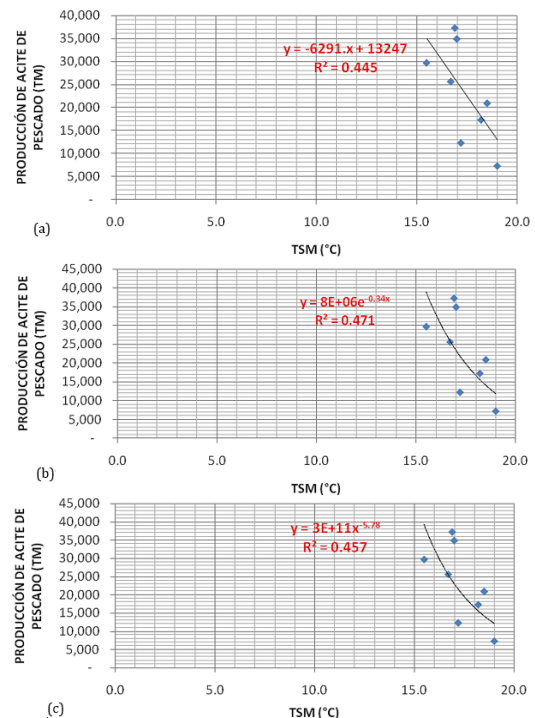 PRODUCCIÓN DE ACITE DE
PESCADO (TM)
40,000
35,000
30,000
25,000
20,000
15,000
10,000
5,000
-
y = -6291.x + 13247
R² = 0.445
0.0 5.0 10.0 15.0 20.0
TSM (°C)
(a)
PRODUCCIÓN DE ACITE DE
PESCADO (TM)
45,000
40,000
35,000
30,000
25,000
20,000
15,000
10,000
5,000
-
y = 8E+06e^-0.34x
R² = 0.471
0.0 5.0 10.0 15.0 20.0
TSM (°C)
(b)
PRODUCCIÓN DE ACITE DE
PESCADO (TM)
45,000
40,000
35,000
30,000
25,000
20,000
15,000
10,000
5,000
-
y = 3E+11x^-5.78
R² = 0.457
0.0 5.0 10.0 15.0 20.0
TSM (°C)
(c)